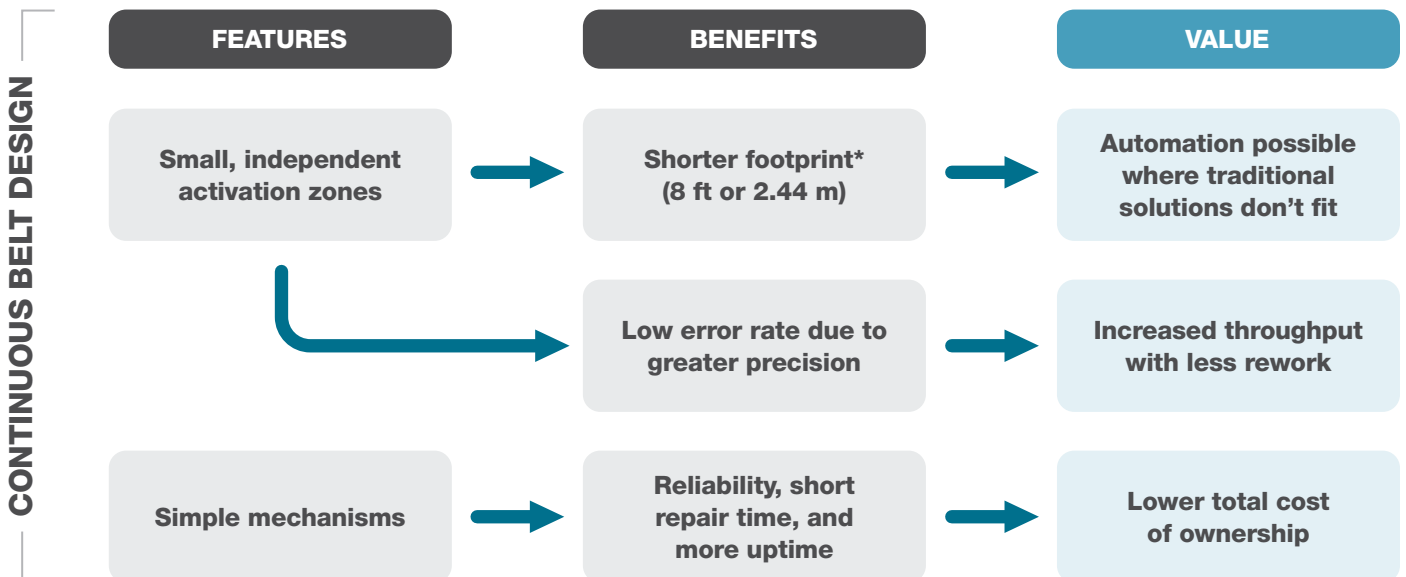 CONTINUOUS BELT DESIGN
FEATURES
BENEFITS
VALUE
Small, independent
activation zones
Shorter footprint*
(8 ft or 2.44 m)
Automation possible
where traditional
solutions don’t fit
Low error rate due to
greater precision
Increased throughput
with less rework
Simple mechanisms
Reliability, short
repair time, and
more uptime
Lower total cost
of ownership